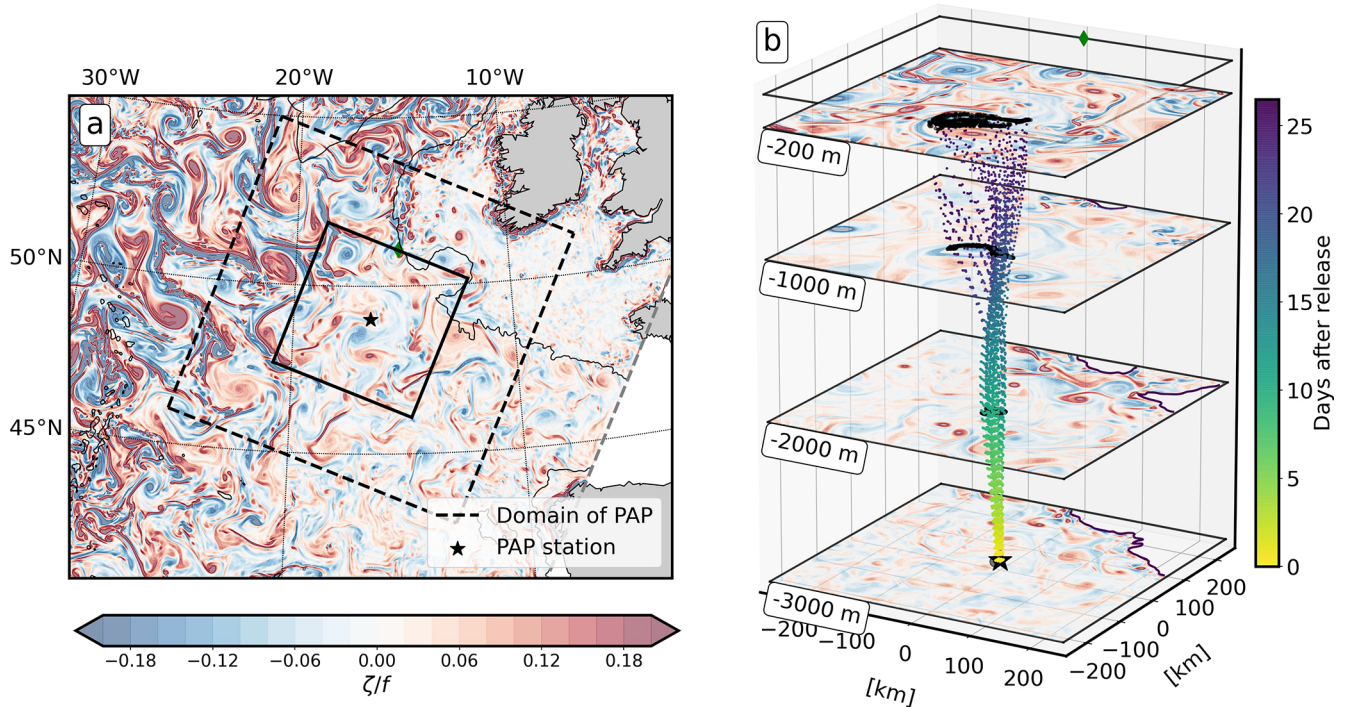 30°W 20°W 10°W
a
50°N
45°N
Domain of PAP
PAP station
−0.18 −0.12 −0.06 0.00 0.06 0.12 0.18
ζ/f
b
-200 m
-1000 m
-2000 m
-3000 m
−200 −100 0 100 200
[km]
−200 −100 0 100 200
[km]
25
20
15
10
5
0
Days after release